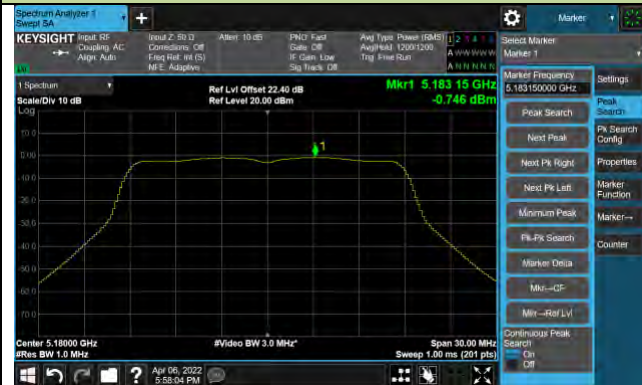 Spectrum Analyzer 1
Swept SA
+
Marker
KEYSIGHT
Input: RF
Coupling: AC
Align: Auto
Input Z: 50 Ω
Corrections: Off
Freq Ref: Int (S)
NFE: Adaptive
Atten: 10 dB
PNO: Fast
Gate: Off
IF Gain: Low
Sig Track: Off
Avg Type: Power (RMS)
Avg|Hold: 1200/1200
Trig: Free Run
A W W W W W
A N N N N N
Select Marker
Marker 1
1 Spectrum
Scale/Div 10 dB
Log
Ref Lvl Offset 22.40 dB
Ref Level 20.00 dBm
Mkr1 5.183 15 GHz
-0.746 dBm
10.0
0.00
-10.0
-20.0
-30.0
-40.0
-50.0
-60.0
-70.0
1
Center 5.18000 GHz
#Res BW 1.0 MHz
#Video BW 3.0 MHz*
Span 30.00 MHz
Sweep 1.00 ms (201 pts)
Marker Frequency
5.183150000 GHz
Peak Search
Next Peak
Next Pk Right
Next Pk Left
Minimum Peak
Pk-Pk Search
Marker Delta
Mkr→CF
Mkr→Ref Lvl
Continuous Peak
Search
On
Off
Settings
Peak
Search
Pk Search
Config
Properties
Marker
Function
Marker→
Counter
?
Apr 06, 2022
5:58:04 PM